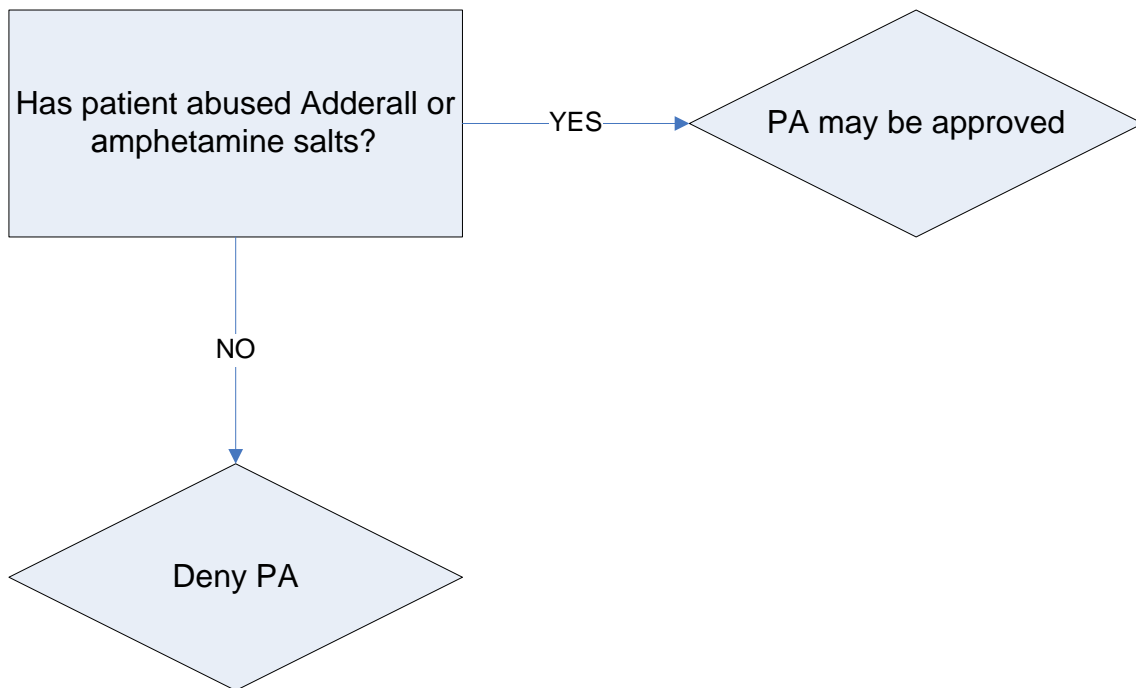 Has patient abused Adderall or
amphetamine salts?
YES
PA may be approved
NO
Deny PA